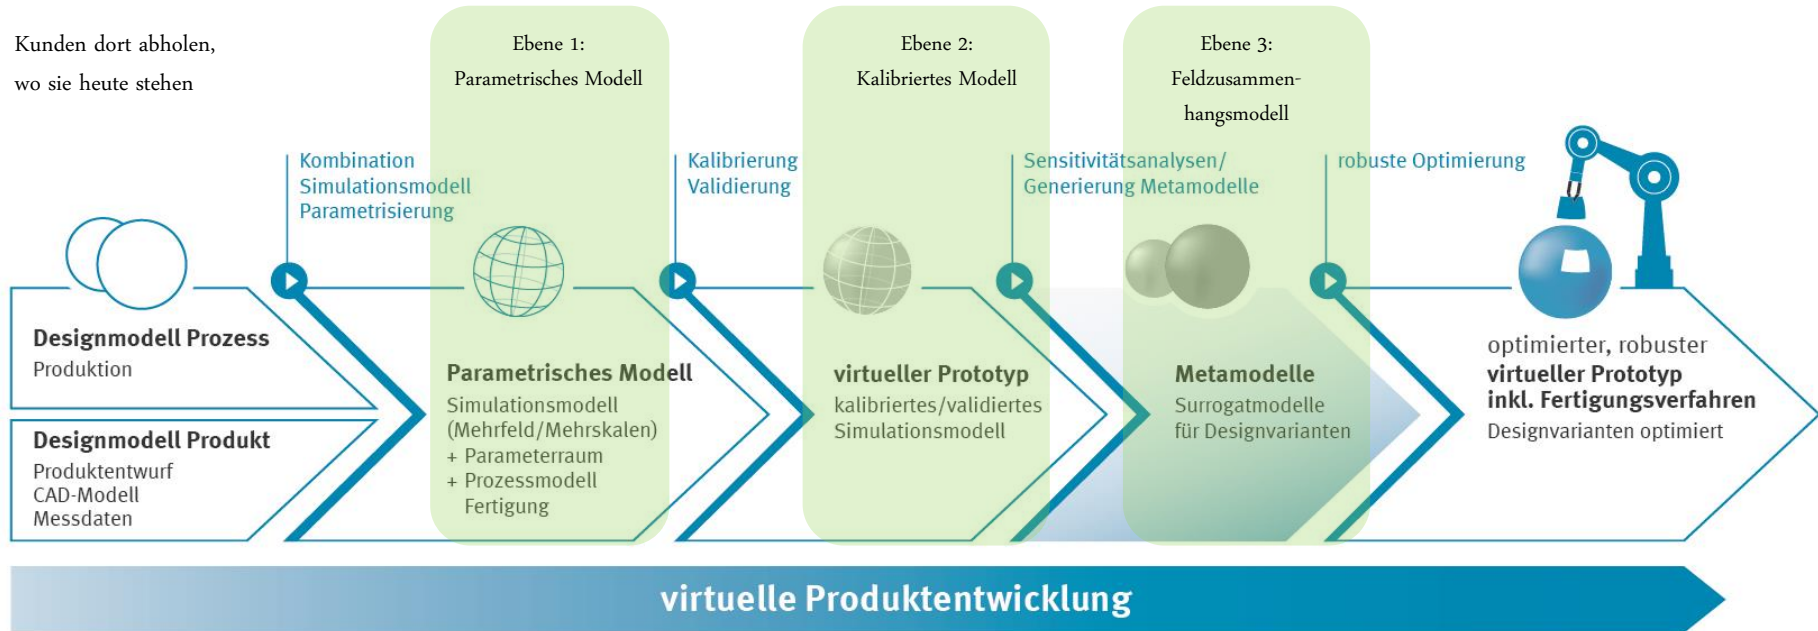 Kunden dort abholen,
wo sie heute stehen
Ebene 1:
Parametrisches Modell
Ebene 2:
Kalibriertes Modell
Ebene 3:
Feldzusammen-
hangsmodell
Kombination
Simulationsmodell
Parametrisierung
Kalibrierung
Validierung
Sensitivitätsanalysen/
Generierung Metamodelle
robuste Optimierung
Designmodell Prozess
Produktion
Designmodell Produkt
Produktentwurf
CAD-Modell
Messdaten
Parametrisches Modell
Simulationsmodell
(Mehrfeld/Mehrskalen)
+ Parameterraum
+ Prozessmodell
Fertigung
virtueller Prototyp
kalibriertes/validiertes
Simulationsmodell
Metamodelle
Surrogatmodelle
für Designvarianten
optimierter, robuster
virtueller Prototyp
inkl. Fertigungsverfahren
Designvarianten optimiert
virtuelle Produktentwicklung